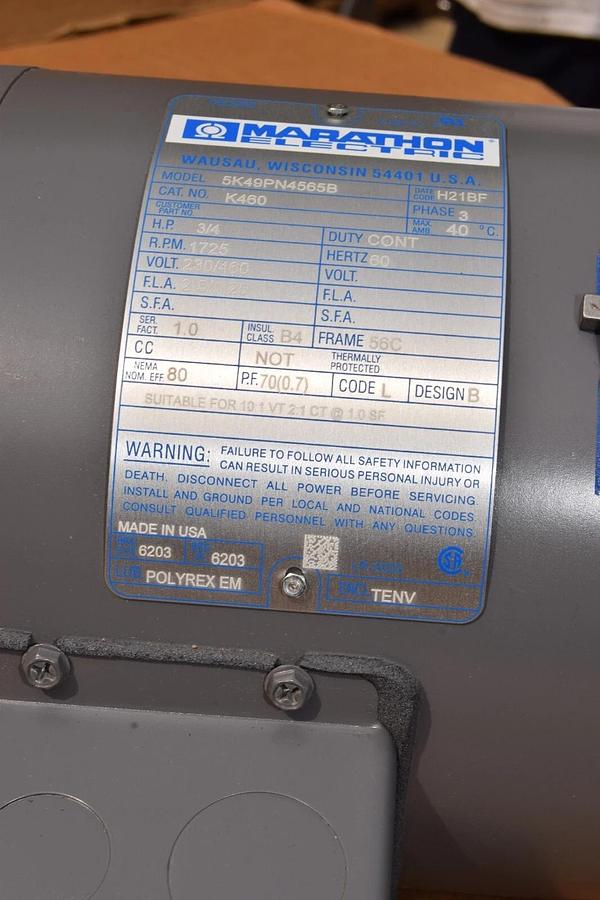 MARATHON
ELECTRIC
WAUSAU, WISCONSIN 54401 U.S.A.
MODEL 5K49PN4565B DATE CODE H21BF
CAT. NO. K460 PHASE 3
CUSTOMER PART NO. MAX. AMB. 40 °C.
H.P. 3/4 DUTY CONT
R.P.M. 1725 HERTZ 60
VOLT. 230/460 VOLT.
F.L.A. F.L.A.
S.F.A. S.F.A.
SER. FACT. 1.0 INSUL. CLASS B4 FRAME 56C
CC NOT THERMALLY PROTECTED
NEMA NOM. EFF. 80 P.F. 70(0.7) CODE L DESIGN B
SUITABLE FOR 10:1 VT 2:1 CT @ 1.0 SF
WARNING: FAILURE TO FOLLOW ALL SAFETY INFORMATION
CAN RESULT IN SERIOUS PERSONAL INJURY OR
DEATH. DISCONNECT ALL POWER BEFORE SERVICING
INSTALL AND GROUND PER LOCAL AND NATIONAL CODES
CONSULT QUALIFIED PERSONNEL WITH ANY QUESTIONS
MADE IN USA
6203 6203
LUB. POLYREX EM ENCL TENV